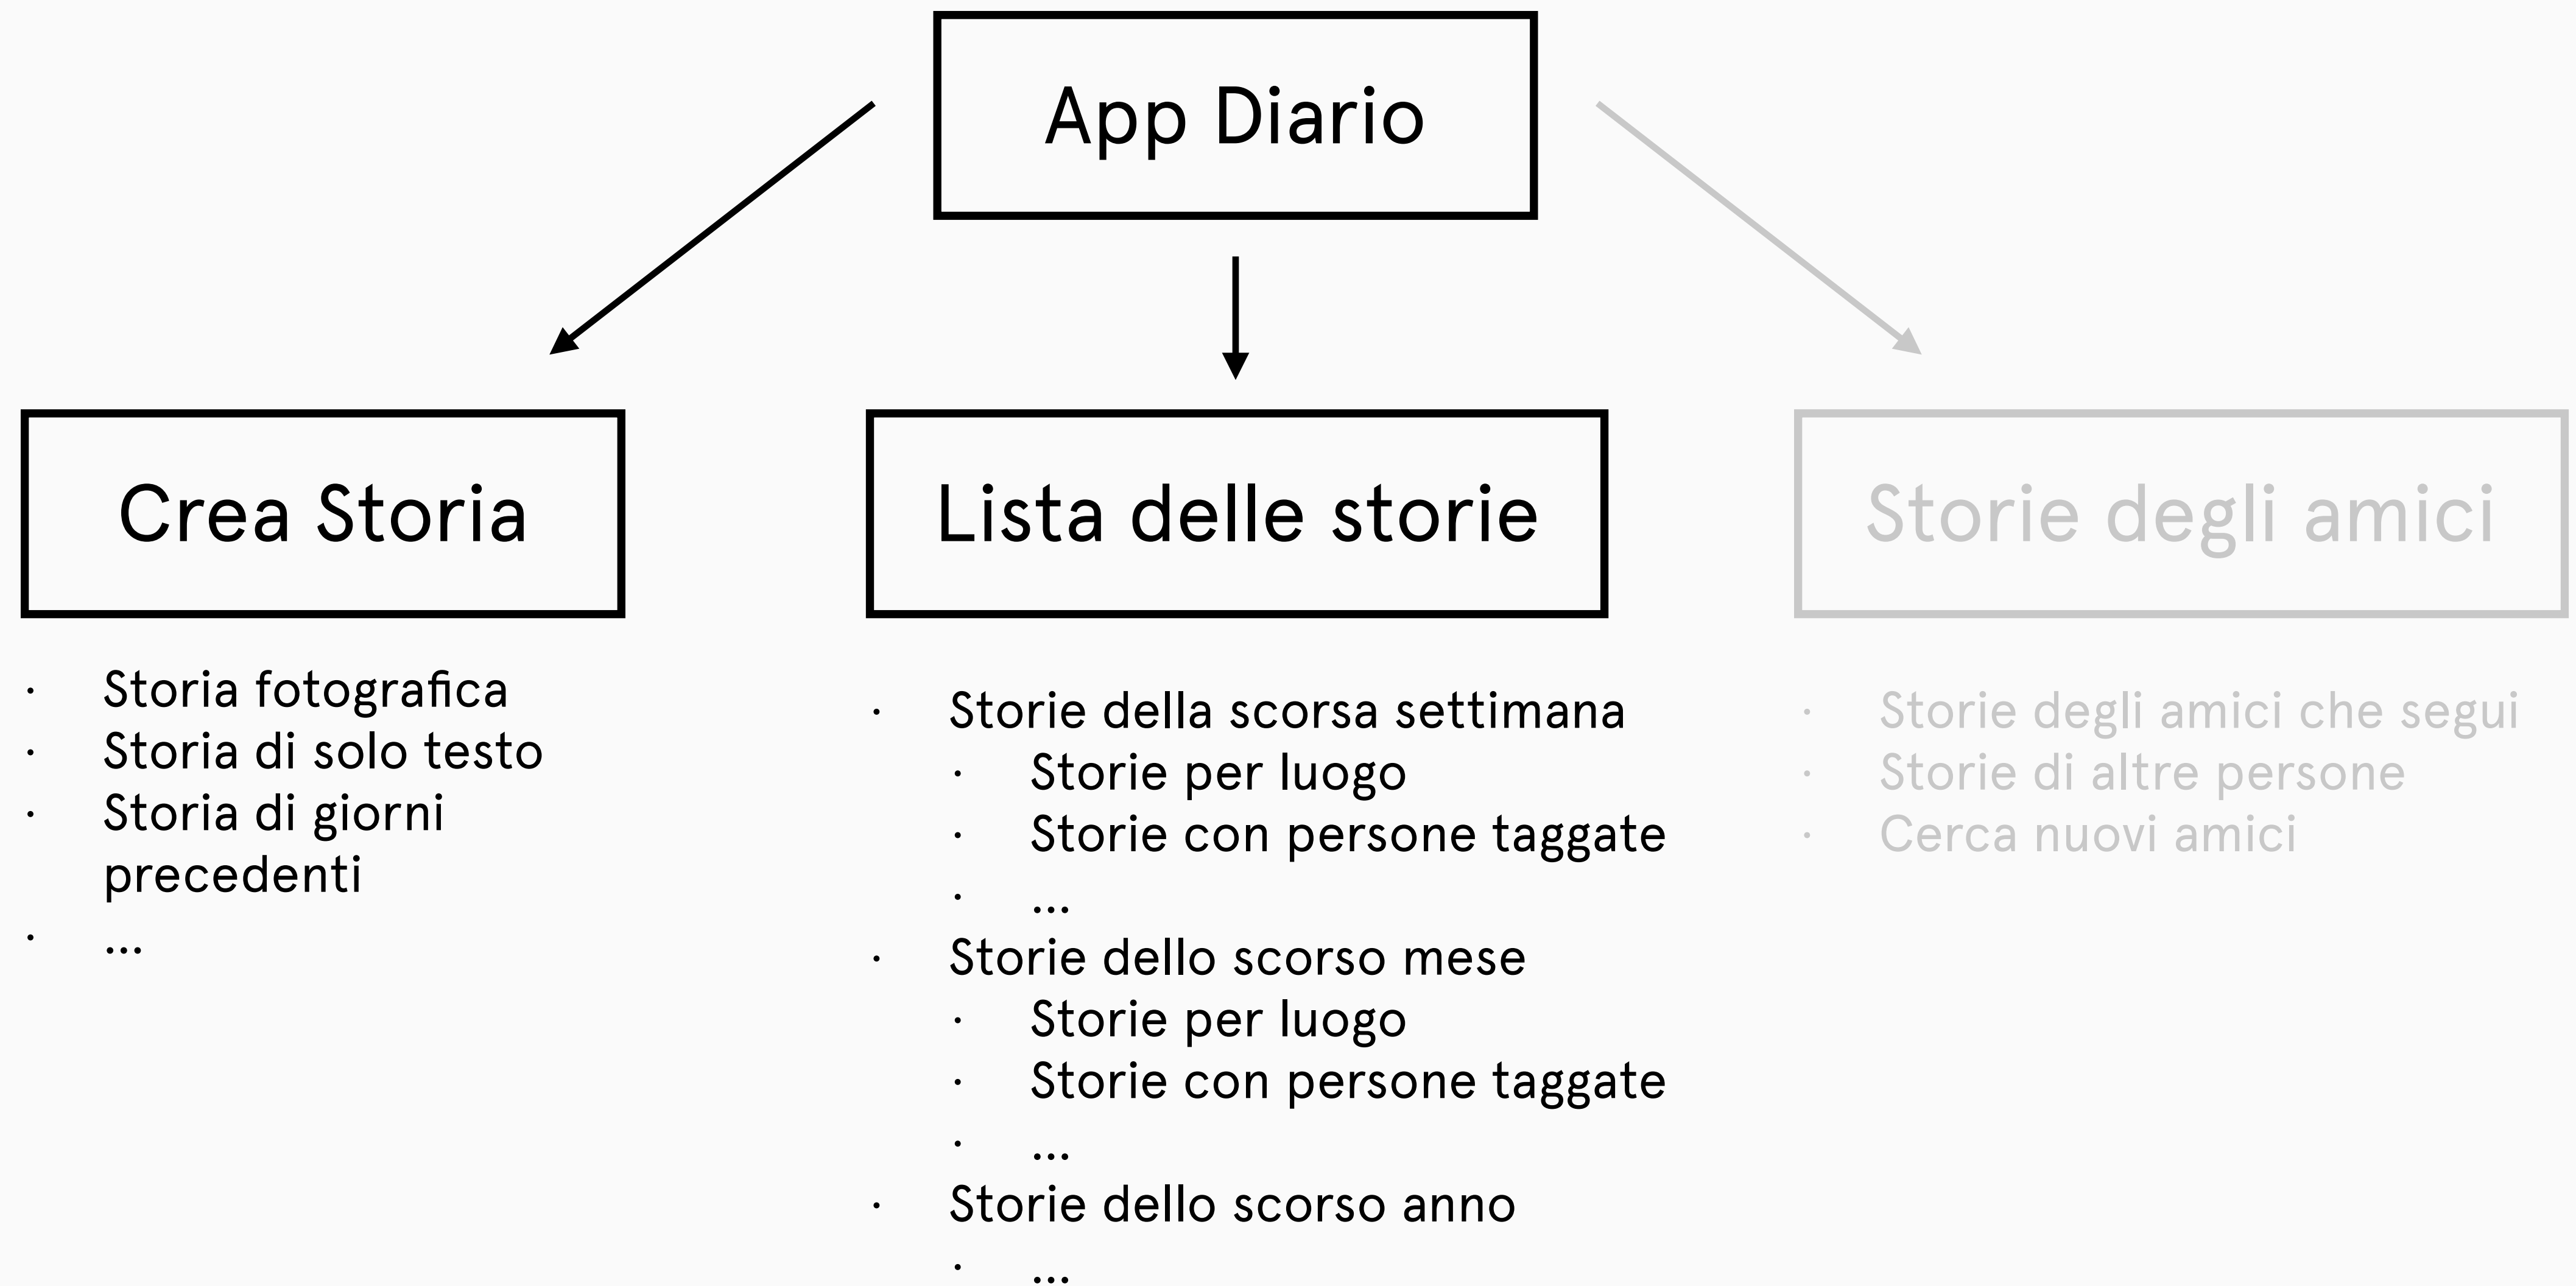 App Diario
Crea Storia
· Storia fotografica
· Storia di solo testo
· Storia di giorni
precedenti
· ...
Lista delle storie
· Storie della scorsa settimana
· Storie per luogo
· Storie con persone taggate
· ...
· Storie dello scorso mese
· Storie per luogo
· Storie con persone taggate
· ...
· Storie dello scorso anno
· ...
Storie degli amici
· Storie degli amici che segui
· Storie di altre persone
· Cerca nuovi amici